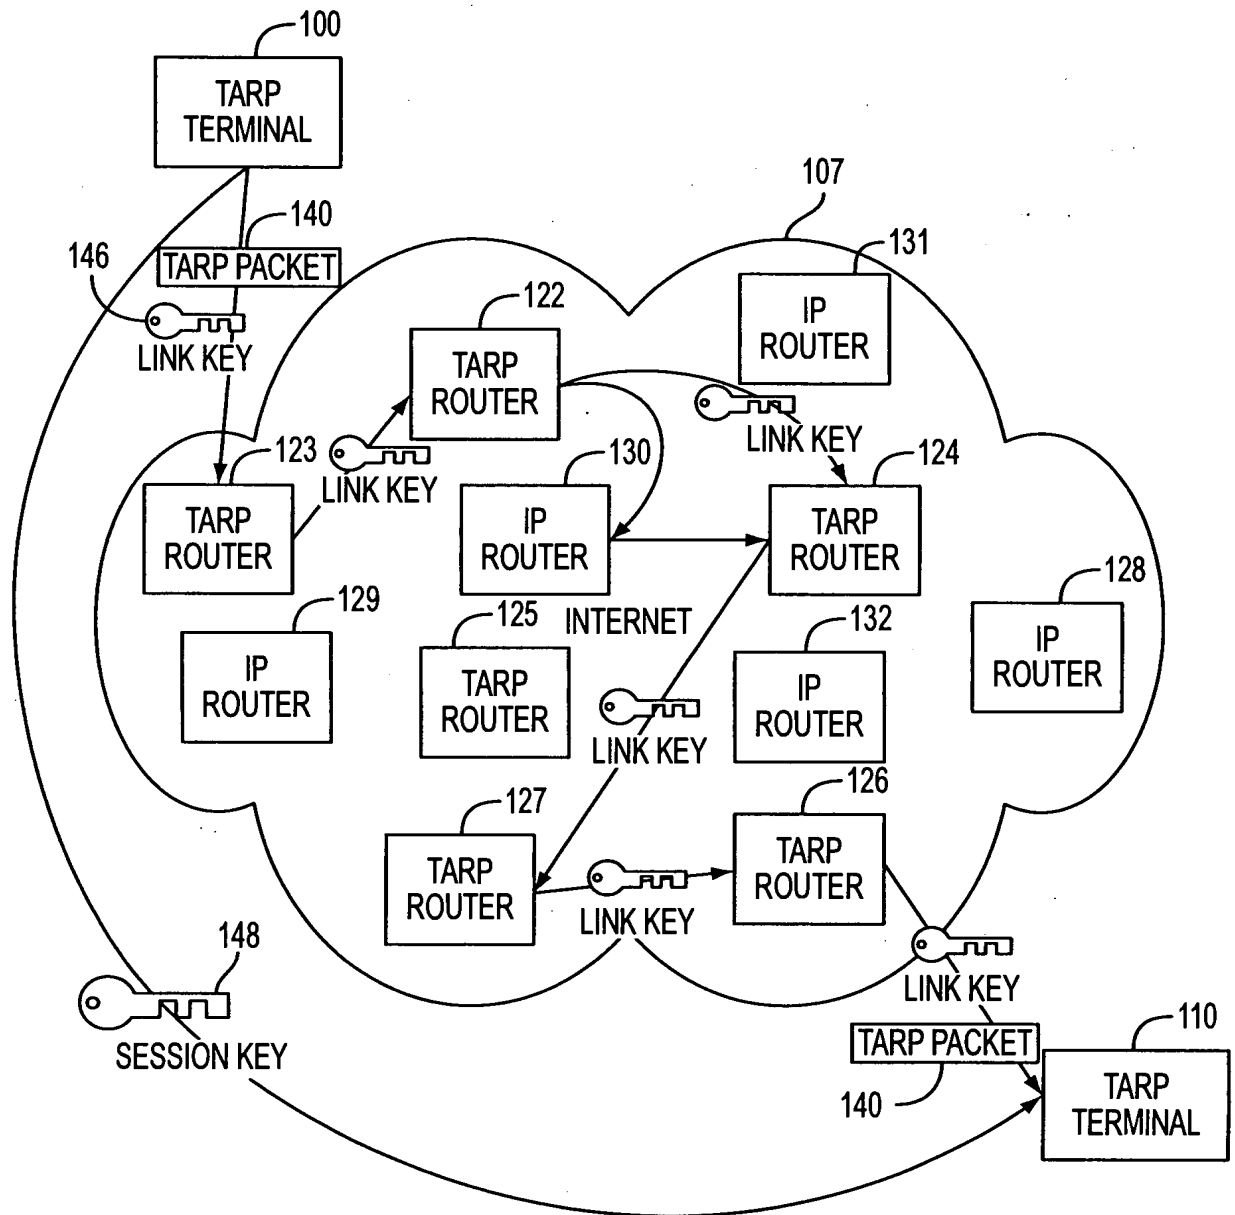 100
TARP
TERMINAL
107
140
TARP PACKET
146
LINK KEY
131
IP
ROUTER
122
TARP
ROUTER
LINK KEY
123
TARP
ROUTER
LINK KEY
130
IP
ROUTER
124
TARP
ROUTER
129
IP
ROUTER
125
TARP
ROUTER
INTERNET
132
IP
ROUTER
128
IP
ROUTER
LINK KEY
127
TARP
ROUTER
126
TARP
ROUTER
LINK KEY
148
SESSION KEY
LINK KEY
TARP PACKET
140
110
TARP
TERMINAL